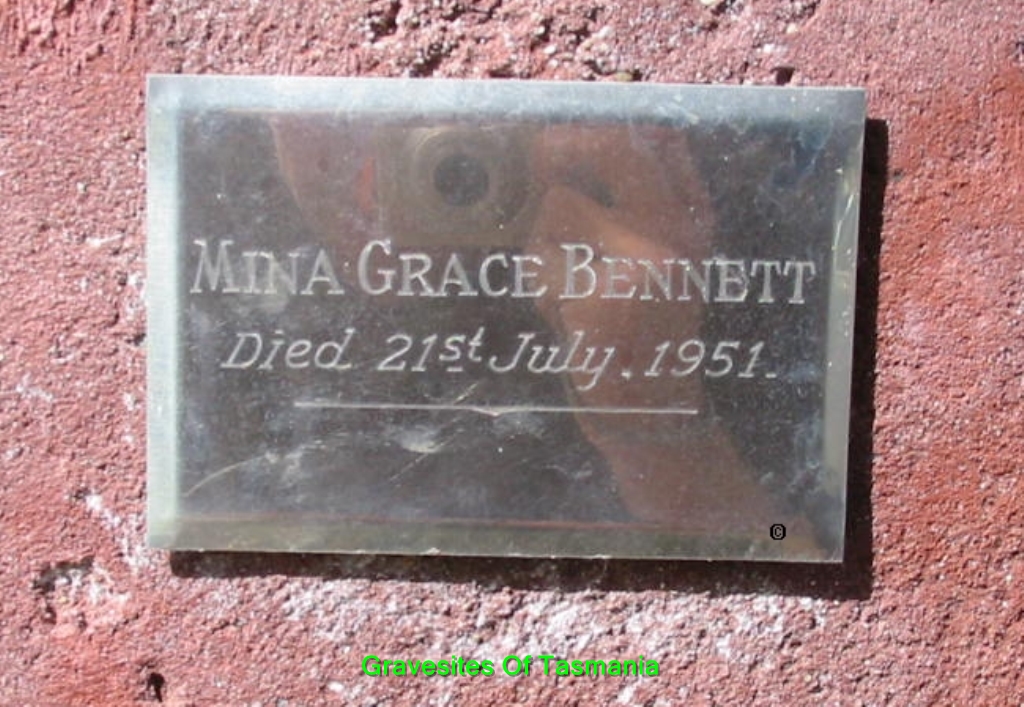 MINA GRACE BENNETT
Died 21st July. 1951.
©
Gravesites Of Tasmania